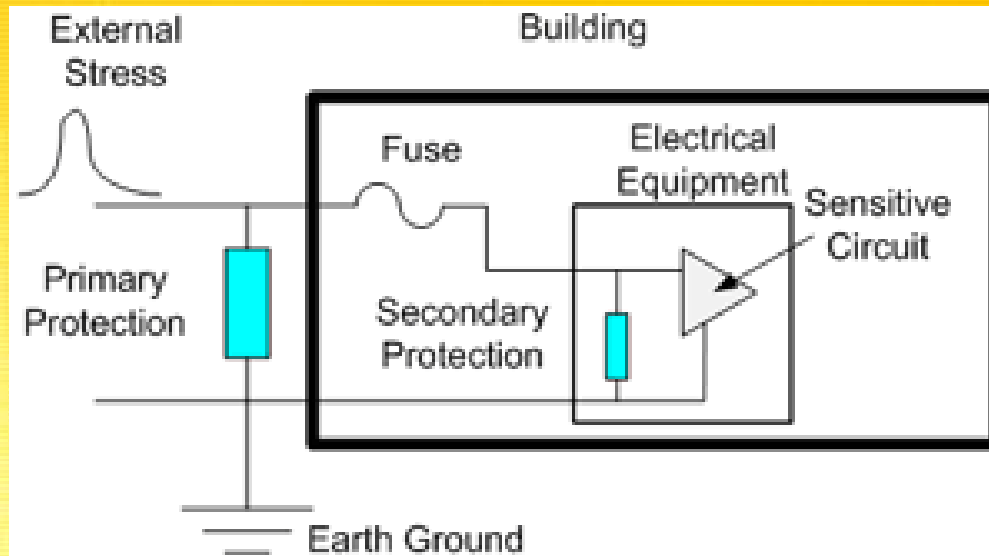 External
Stress
Building
Fuse
Electrical
Equipment
Sensitive
Circuit
Primary
Protection
Secondary
Protection
Earth Ground